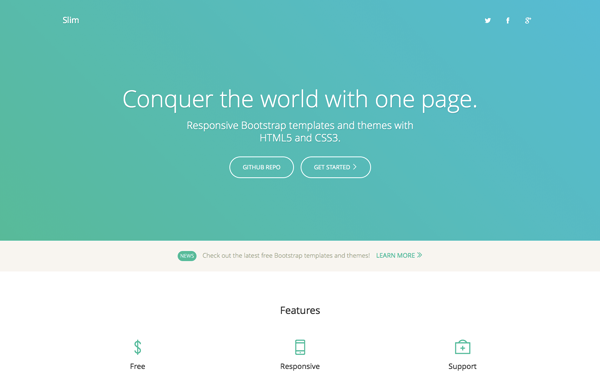 Slim
Conquer the world with one page.
Responsive Bootstrap templates and themes with
HTML5 and CSS3.
GITHUB REPO
GET STARTED
NEWS Check out the latest free Bootstrap templates and themes! LEARN MORE
Features
Free
Responsive
Support